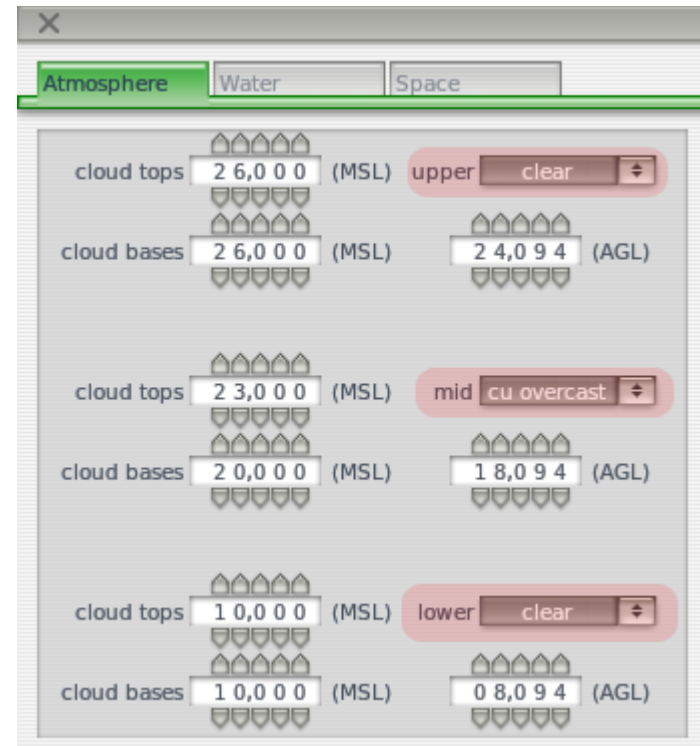 Atmosphere Water Space
cloud tops 26,000 (MSL) upper clear
cloud bases 26,000 (MSL) 24,094 (AGL)
cloud tops 23,000 (MSL) mid cu overcast
cloud bases 20,000 (MSL) 18,094 (AGL)
cloud tops 10,000 (MSL) lower clear
cloud bases 10,000 (MSL) 08,094 (AGL)